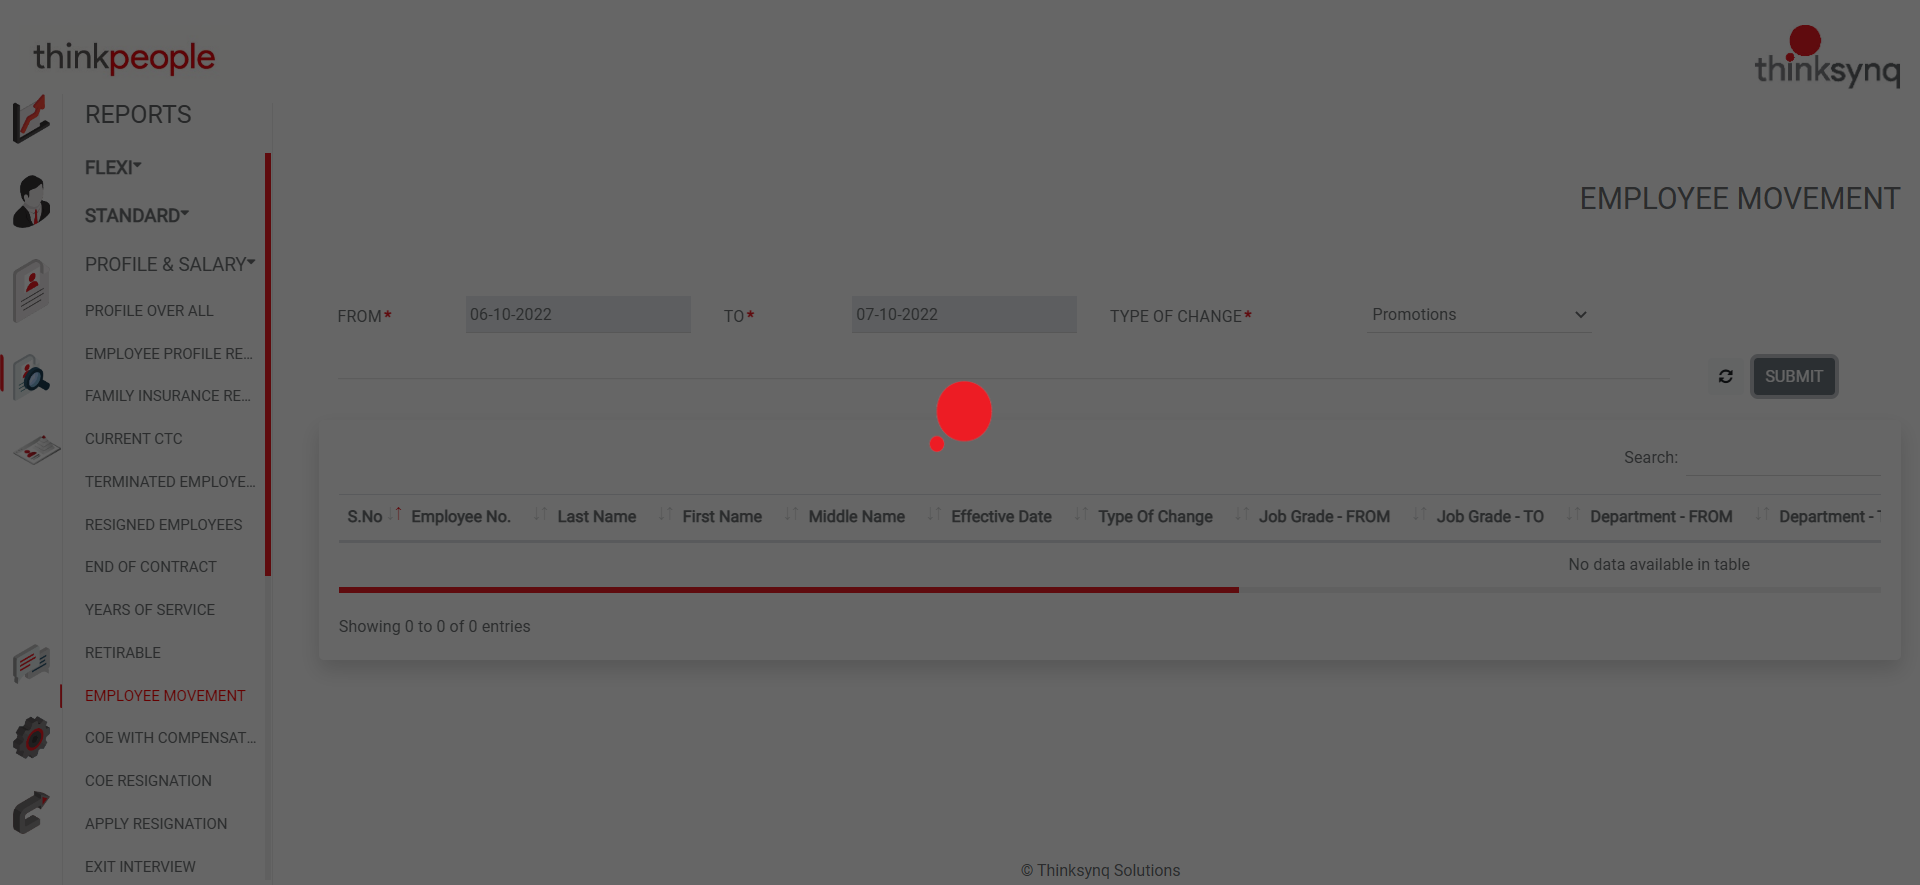 thinkpeople
thinksynq
REPORTS
FLEXI
STANDARD
PROFILE & SALARY
PROFILE OVER ALL
EMPLOYEE PROFILE RE...
FAMILY INSURANCE RE...
CURRENT CTC
TERMINATED EMPLOYE...
RESIGNED EMPLOYEES
END OF CONTRACT
YEARS OF SERVICE
RETIRABLE
EMPLOYEE MOVEMENT
COE WITH COMPENSAT...
COE RESIGNATION
APPLY RESIGNATION
EXIT INTERVIEW
EMPLOYEE MOVEMENT
FROM* 06-10-2022 TO* 07-10-2022 TYPE OF CHANGE* Promotions
SUBMIT
Search:
S.No Employee No. Last Name First Name Middle Name Effective Date Type Of Change Job Grade - FROM Job Grade - TO Department - FROM Department -
No data available in table
Showing 0 to 0 of 0 entries
© Thinksynq Solutions